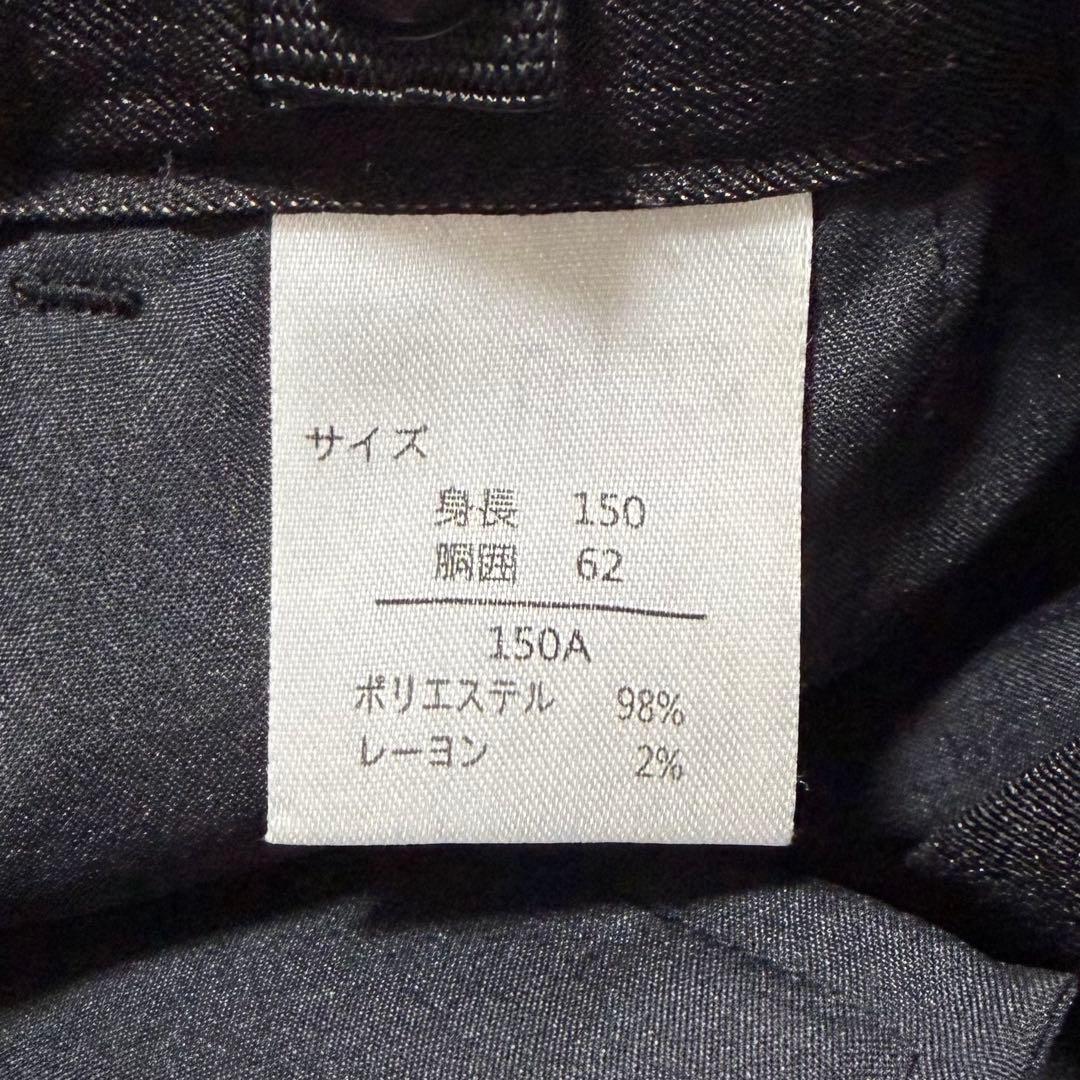 サイズ
身長 150
胴囲 62
150A
ポリエステル 98%
レーヨン 2%